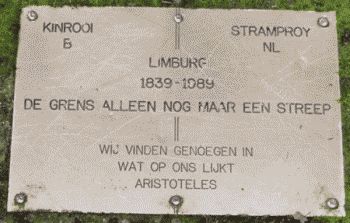 KINROOI STRAMPROY
B NL
LIMBURG
1839-1989
DE GRENS ALLEEN NOG MAAR EEN STREEP
WIJ VINDEN GENOEGEN IN
WAT OP ONS LIJKT
ARISTOTELES